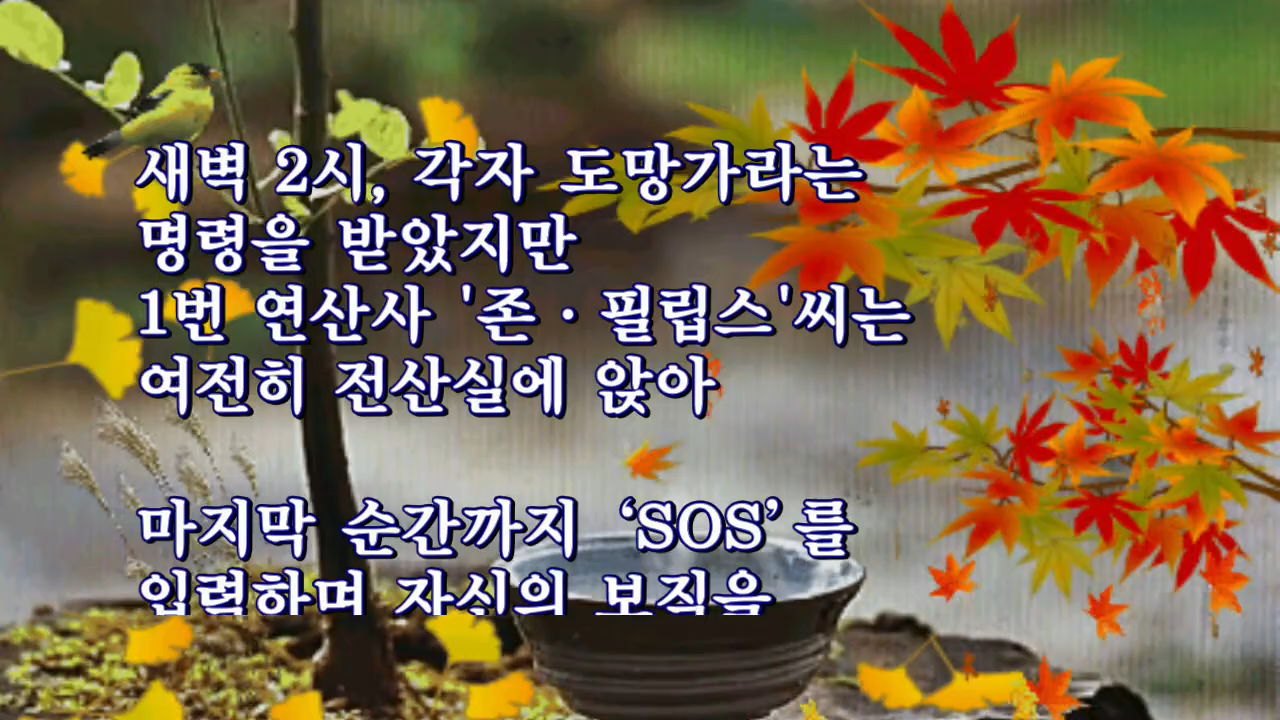 새벽 2시, 각자 도망가라는
명령을 받았지만
1번 연산사 '존·필립스'씨는
여전히 전산실에 앉아
마지막 순간까지 ‘SOS’를
입력하며 자신의 보직을